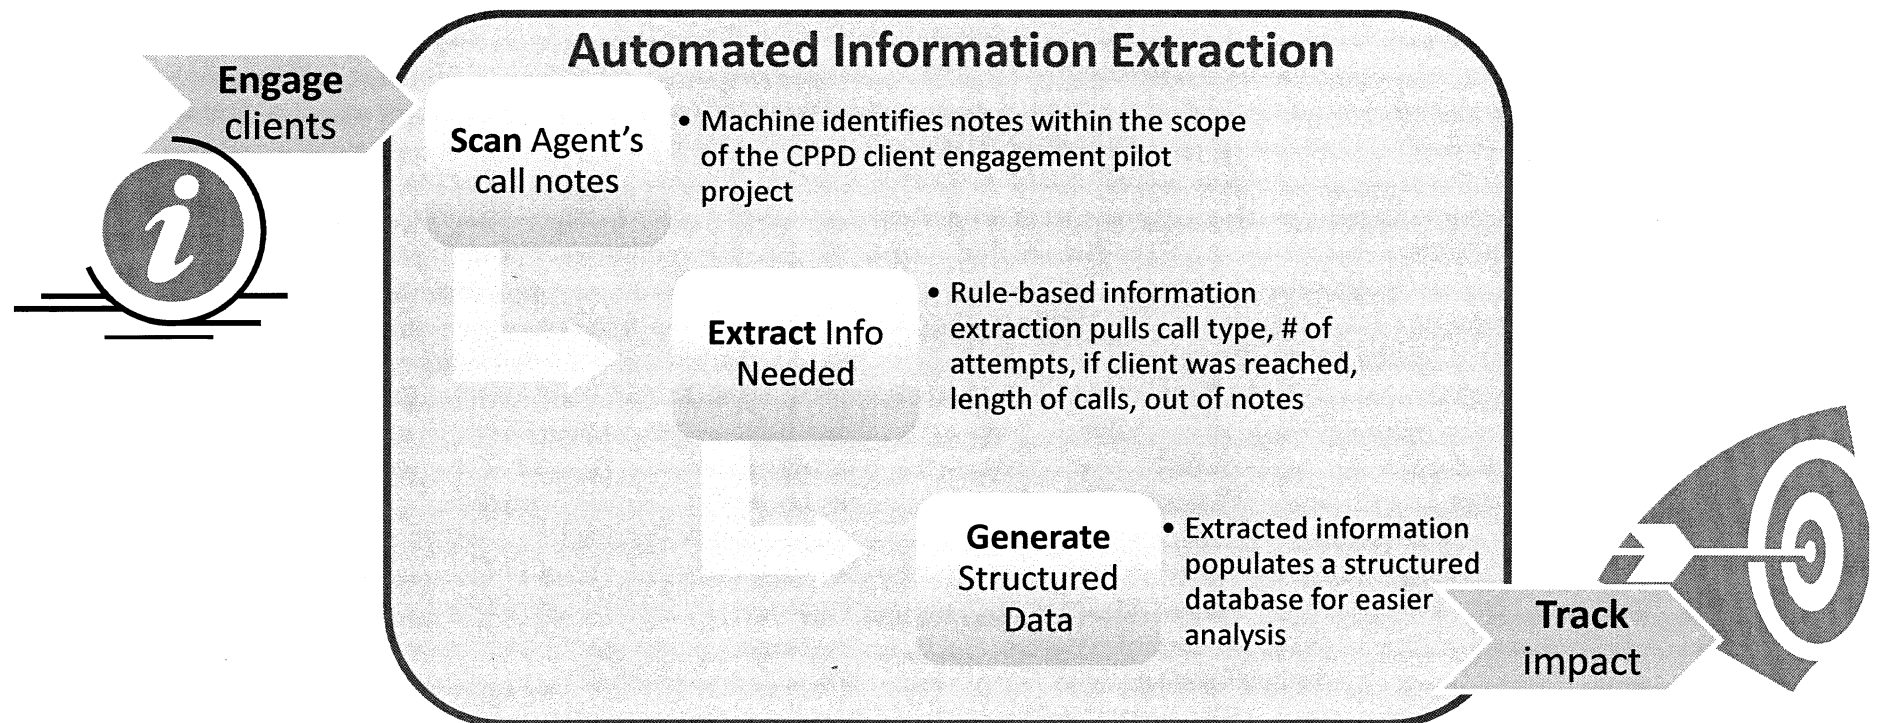 Automated Information Extraction
Engage
clients
Scan Agent's
call notes
• Machine identifies notes within the scope
of the CPPD client engagement pilot
project
Extract Info
Needed
• Rule-based information
extraction pulls call type, # of
attempts, if client was reached,
length of calls, out of notes
Generate
Structured
Data
• Extracted information
populates a structured
database for easier
analysis
Track
impact